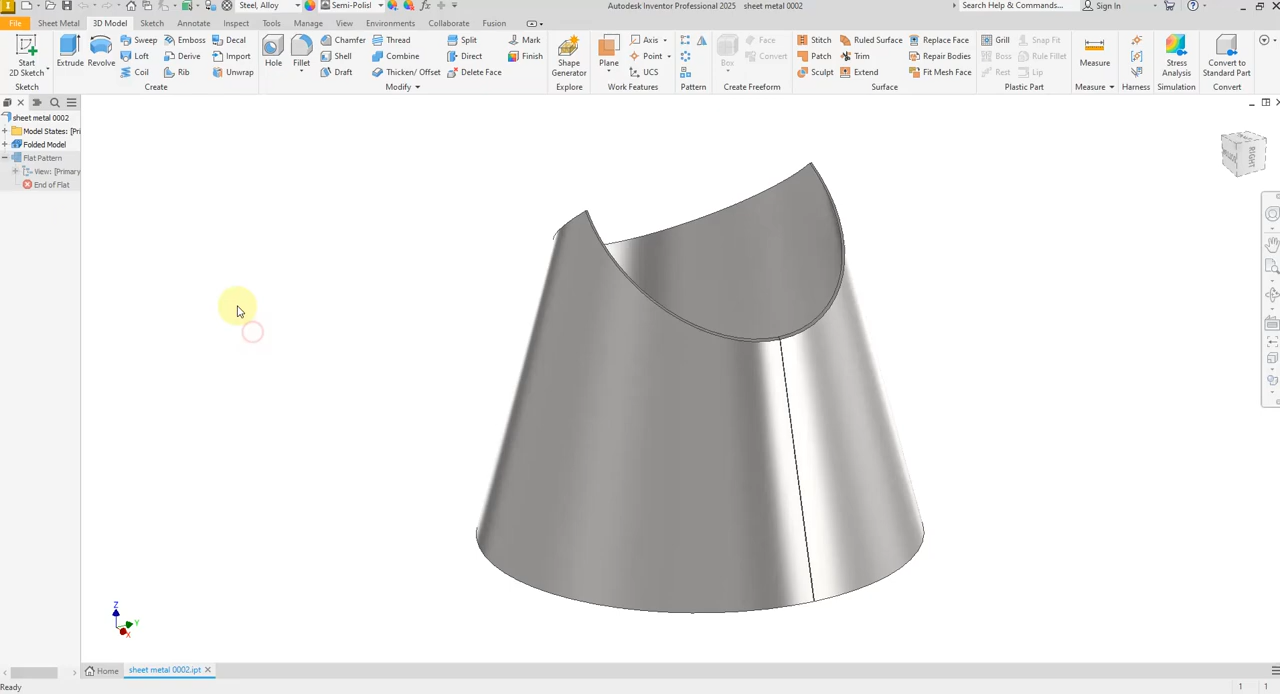 Steel, Alloy
Semi-Polisl
Autodesk Inventor Professional 2025 sheet metal 0002
Search Help & Commands...
Sign In
File
Sheet Metal
3D Model
Sketch
Annotate
Inspect
Tools
Manage
View
Environments
Collaborate
Fusion
Start
2D Sketch
Sketch
Extrude
Revolve
Sweep
Loft
Coil
Emboss
Derive
Rib
Decal
Import
Unwrap
Create
Hole
Fillet
Chamfer
Shell
Draft
Thread
Combine
Thicken/ Offset
Split
Direct
Delete Face
Mark
Finish
Modify
Shape
Generator
Explore
Plane
Axis
Point
UCS
Work Features
Pattern
Box
Face
Convert
Create Freeform
Stitch
Patch
Sculpt
Ruled Surface
Trim
Extend
Replace Face
Repair Bodies
Fit Mesh Face
Surface
Grill
Boss
Rest
Snap Fit
Rule Fillet
Lip
Plastic Part
Measure
Measure
Harness
Stress
Analysis
Simulation
Convert to
Standard Part
Convert
sheet metal 0002
Model States: [Pri
Folded Model
Flat Pattern
View: [Primary
End of Flat
RIGHT
Z
Y
X
Home
sheet metal 0002.ipt
Ready
1
1